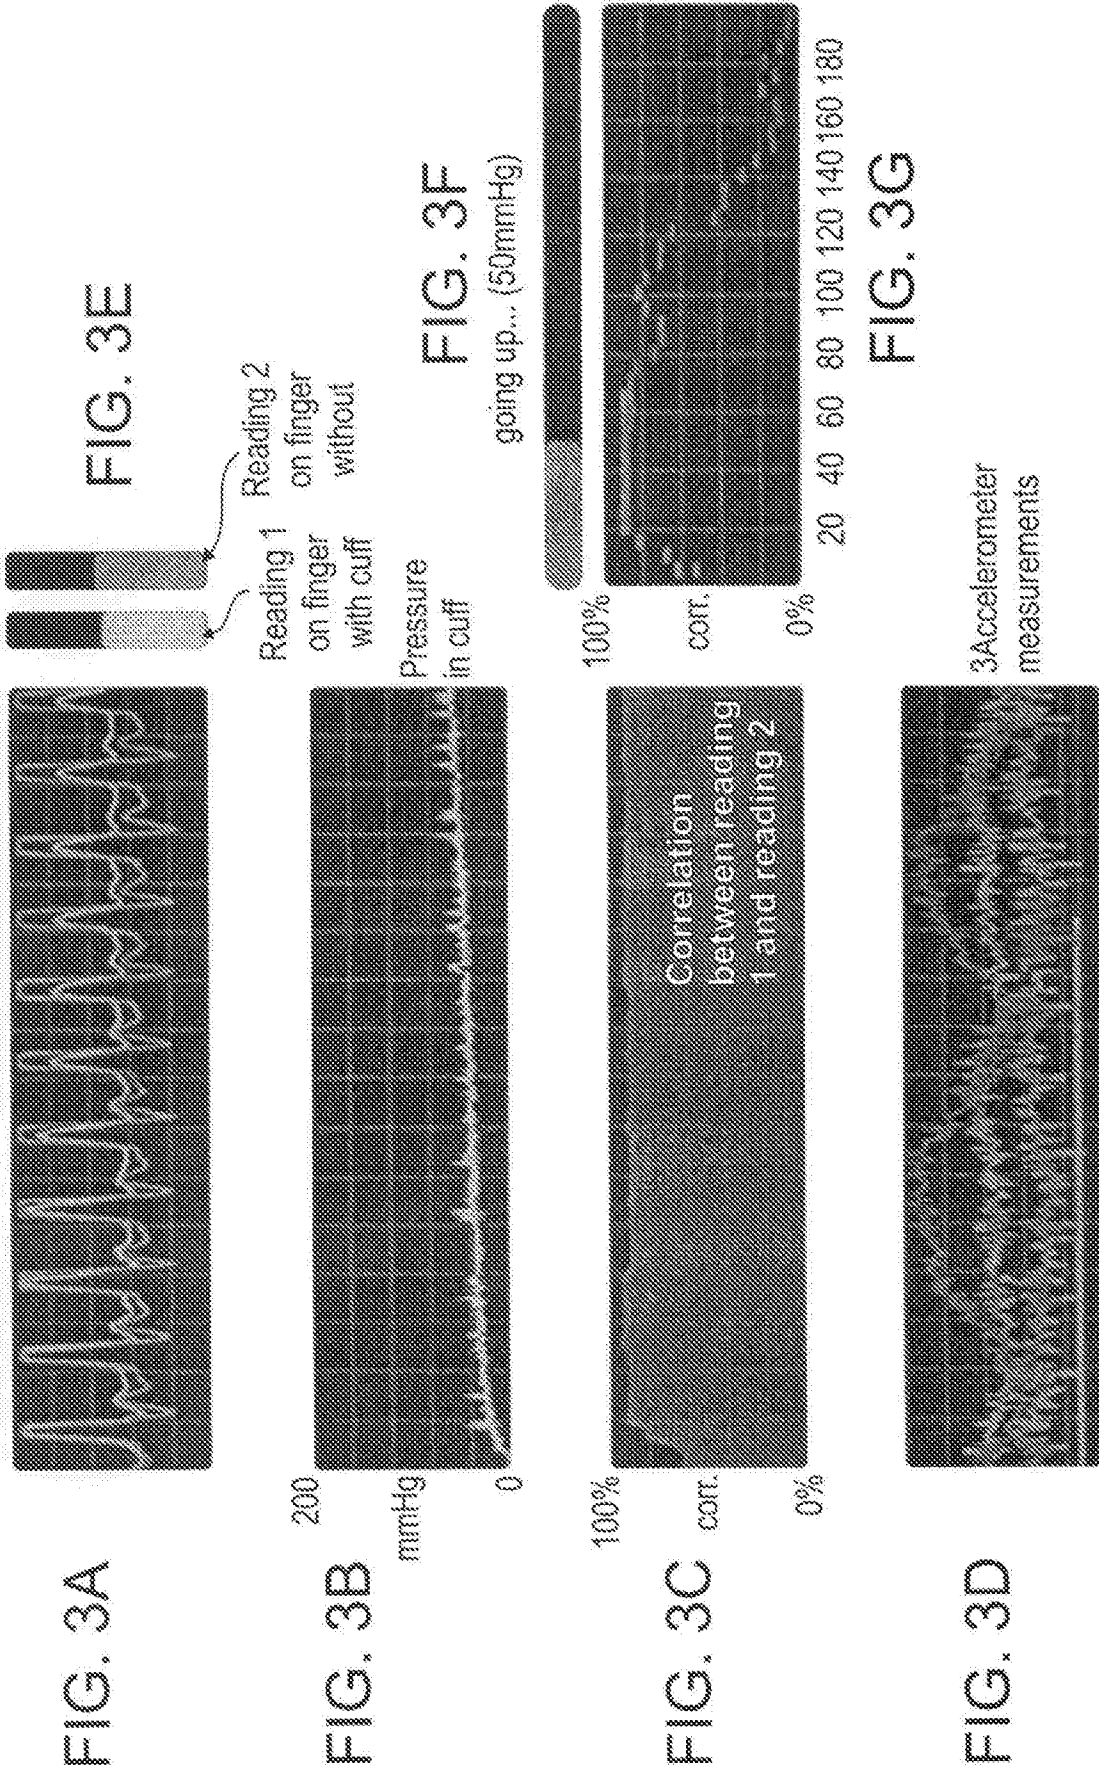 FIG. 3A
FIG. 3E
Reading 1
on finger
with cuff
Reading 2
on finger
without
FIG. 3B
200
mmHg
0
Pressure
in cuff
FIG. 3F
going up... (50mmHg)
FIG. 3C
100%
corr.
0%
Correlation
between reading
1 and reading 2
100%
corr.
0%
20 40 60 80 100 120 140 160 180
FIG. 3G
FIG. 3D
3Accelerometer
measurements